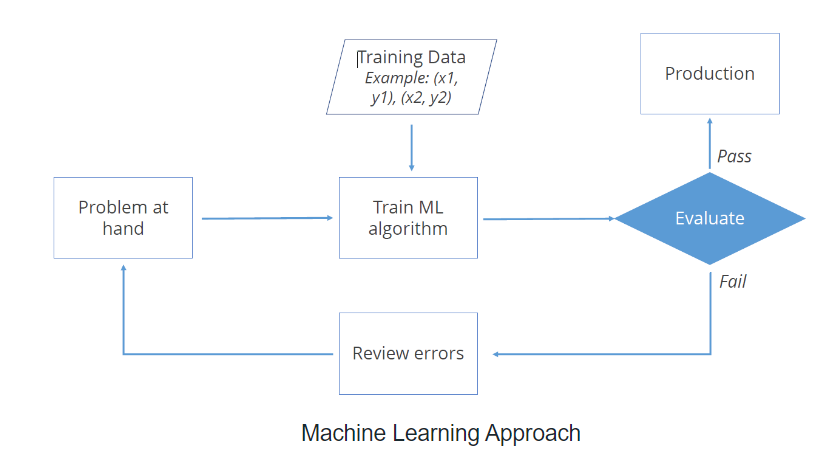 Training Data
Example: (x1,
y1), (x2, y2)
Production
Pass
Problem at
hand
Train ML
algorithm
Evaluate
Fail
Review errors
Machine Learning Approach